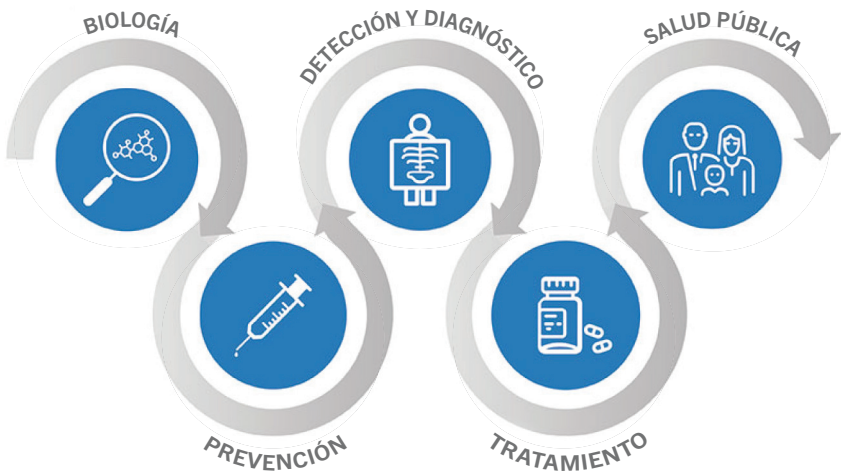 BIOLOGÍA
PREVENCIÓN
DETECCIÓN Y DIAGNÓSTICO
TRATAMIENTO
SALUD PÚBLICA